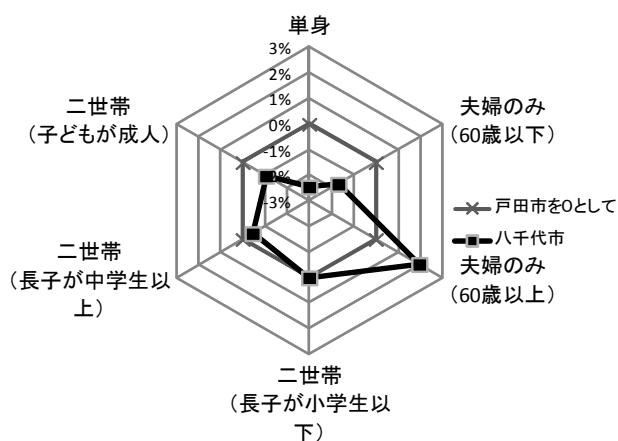 単身
3%
2%
1%
0%
-1%
-2%
-3%
夫婦のみ
(60歳以下)
戸田市を0として
八千代市
夫婦のみ
(60歳以上)
二世帯
(長子が小学生以
下)
二世帯
(長子が中学生以
上)
二世帯
(子どもが成人)